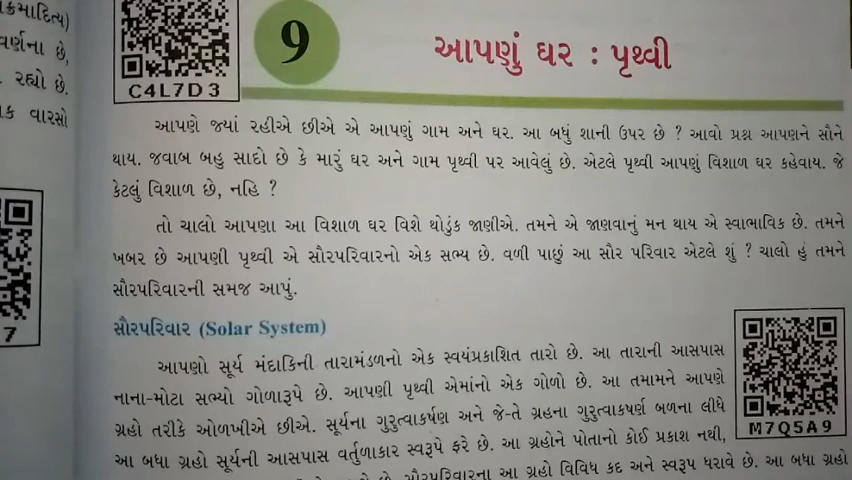 ક્રમાદિત્ય)
વર્ણના છે,
રહ્યો છે.
ક વારસો
7
C4L7D3
9
આપણું ઘર : પૃથ્વી
આપણે જ્યાં રહીએ છીએ એ આપણું ગામ અને ઘર. આ બધું શાની ઉપર છે ? આવો પ્રશ્ન આપણને સૌને
થાય. જવાબ બહુ સાદો છે કે મારું ઘર અને ગામ પૃથ્વી પર આવેલું છે. એટલે પૃથ્વી આપણું વિશાળ ઘર કહેવાય. જે
કેટલું વિશાળ છે, નહિ ?
તો ચાલો આપણા આ વિશાળ ઘર વિશે થોડુંક જાણીએ. તમને એ જાણવાનું મન થાય એ સ્વાભાવિક છે. તમને
ખબર છે આપણી પૃથ્વી એ સૌરપરિવારનો એક સભ્ય છે. વળી પાછું આ સૌર પરિવાર એટલે શું ? ચાલો હું તમને
સૌરપરિવારની સમજ આપું.
સૌરપરિવાર (Solar System)
આપણો સૂર્ય મંદાકિની તારામંડળનો એક સ્વયંપ્રકાશિત તારો છે. આ તારાની આસપાસ
નાના-મોટા સભ્યો ગોળારૂપે છે. આપણી પૃથ્વી એમાંનો એક ગોળો છે. આ તમામને આપણે
ગ્રહો તરીકે ઓળખીએ છીએ. સૂર્યના ગુરુત્વાકર્ષણ અને જે-તે ગ્રહના ગુરુત્વાકર્ષણ બળના લીધે
આ બધા ગ્રહો સૂર્યની આસપાસ વર્તુળાકાર સ્વરૂપે ફરે છે. આ ગ્રહોને પોતાનો કોઈ પ્રકાશ નથી,
M7Q5A9
સૌરપરિવારના આ ગ્રહો વિવિધ કદ અને સ્વરૂપ ધરાવે છે. આ બધા ગ્રહો